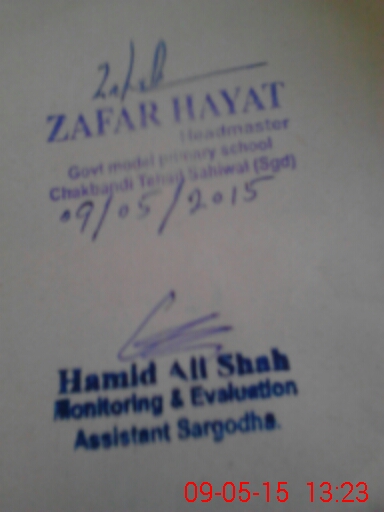 Zafar
ZAFAR HAYAT
Headmaster
Govt model primary school
Chakbandi Tehsil Sahiwal (Sgd)
09/05/2015
Hamid Ali Shah
Monitoring & Evaluation
Assistant Sargodha.
09-05-15 13:23